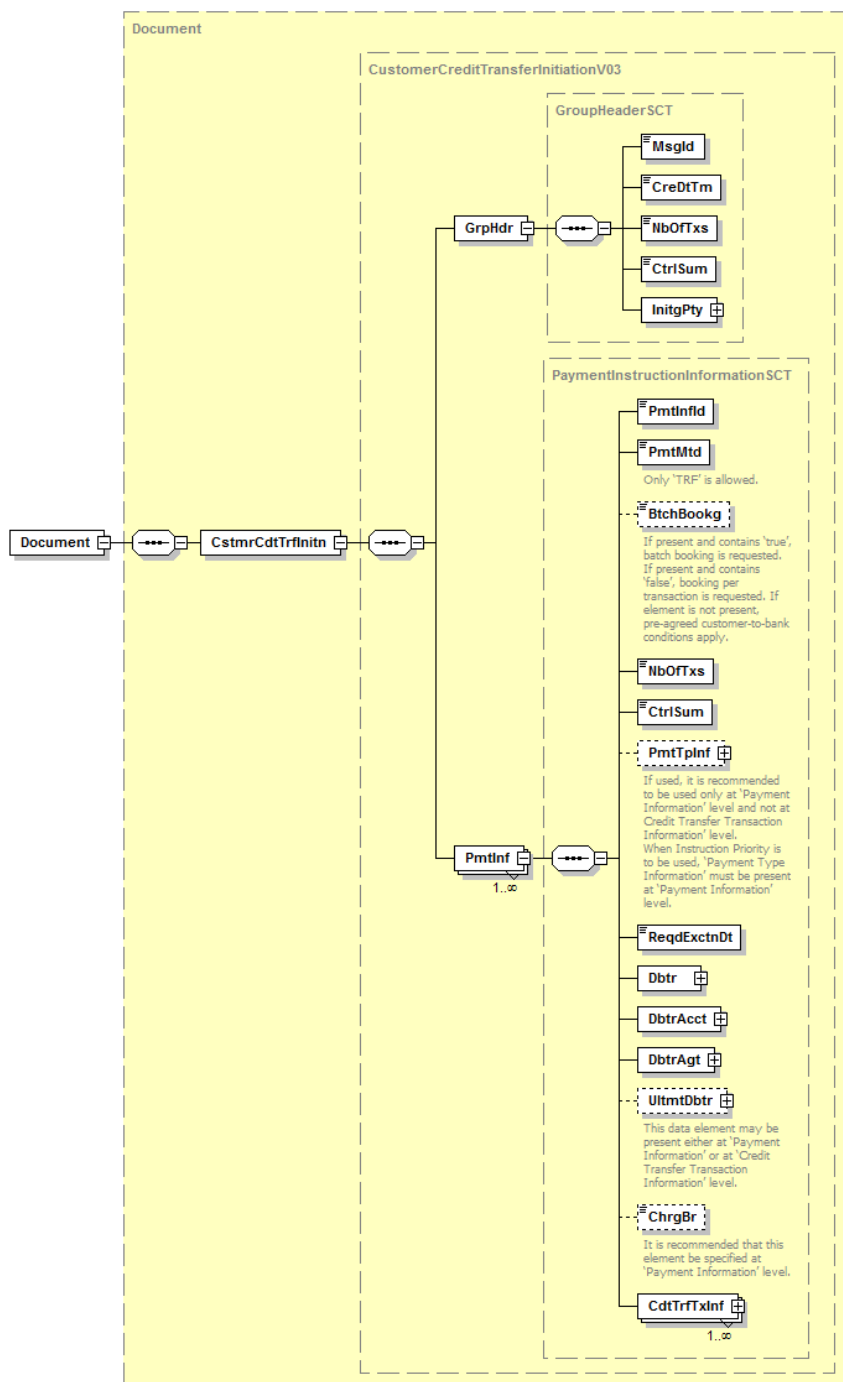 Document
CustomerCreditTransferInitiationV03
GroupHeaderSCT
MsgId
CreDtTm
GrpHdr
NbOfTxs
CtrlSum
InitgPty
PaymentInstructionInformationSCT
PmtInfId
PmtMtd
Only ‘TRF’ is allowed.
BtchBookg
If present and contains ‘true’,
batch booking is requested.
If present and contains
‘false’, booking per
transaction is requested. If
element is not present,
pre-agreed customer-to-bank
conditions apply.
Document
CstmrCdtTrfInitn
NbOfTxs
CtrlSum
PmtTpInf
If used, it is recommended
to be used only at ‘Payment
Information’ level and not at
Credit Transfer Transaction
Information’ level.
When Instruction Priority is
to be used, ‘Payment Type
Information’ must be present
at ‘Payment Information’
level.
PmtInf
1..∞
ReqdExctnDt
Dbtr
DbtrAcct
DbtrAgt
UltmtDbtr
This data element may be
present either at ‘Payment
Information’ or at ‘Credit
Transfer Transaction
Information’ level.
ChrgBr
It is recommended that this
element be specified at
‘Payment Information’ level.
CdtTrfTxInf
1..∞